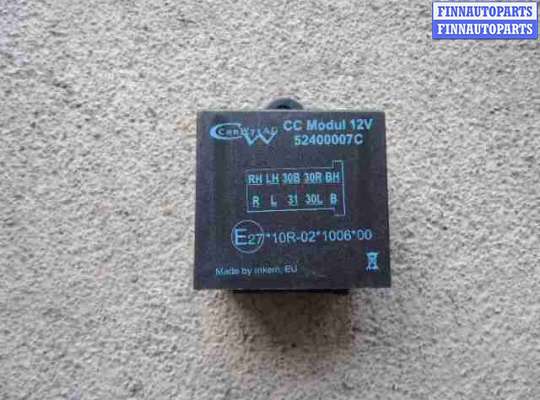 FINNAUTOPARTS
FINNAUTOPARTS
CC Modul 12V
52400007C
RH LH 30B 30R BH
R L 31 30L B
E27*10R-02*1006*00
Made by inkem, EU